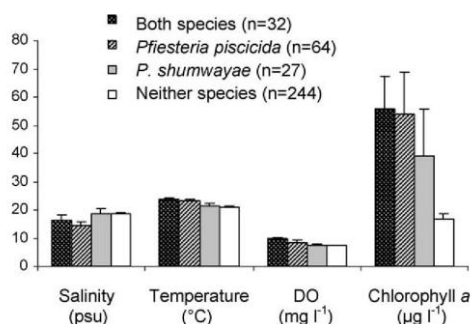 Both species (n=32)
Pfiesteria piscicida (n=64)
P. shumwayae (n=27)
Neither species (n=244)
80
70
60
50
40
30
20
10
0
Salinity
(psu)
Temperature
(°C)
DO
(mg l⁻¹)
Chlorophyll a
(µg l⁻¹)